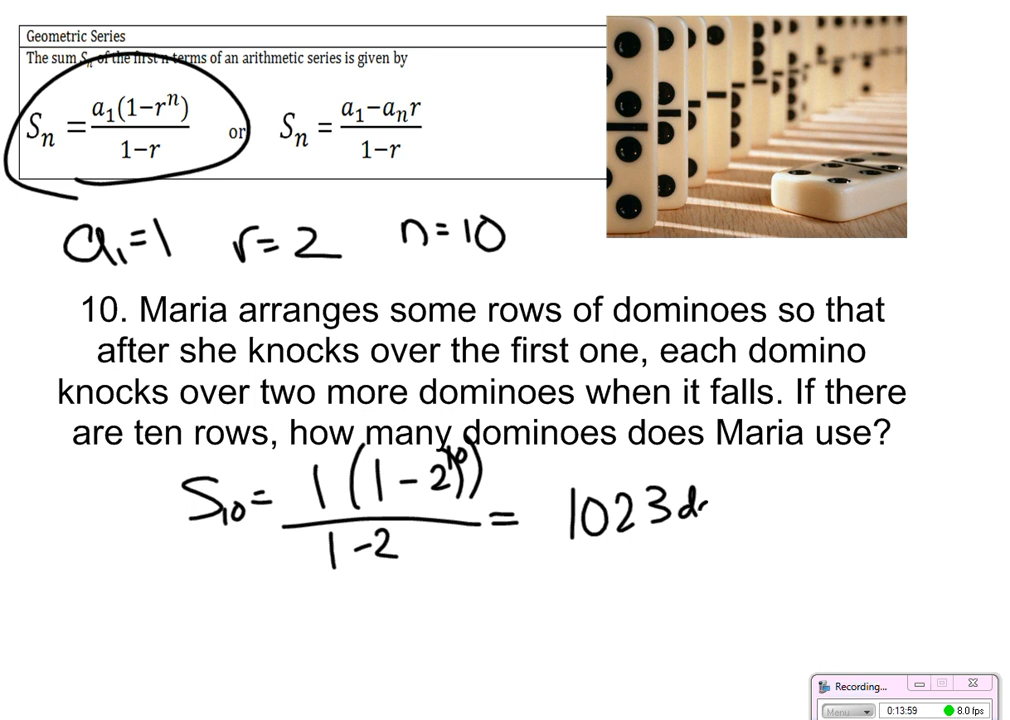 Geometric Series
The sum Sₙ of the first n terms of an arithmetic series is given by
Sₙ = a₁(1−rⁿ)/1−r or Sₙ = a₁−aₙr/1−r
a₁=1 r=2 n=10
10. Maria arranges some rows of dominoes so that
after she knocks over the first one, each domino
knocks over two more dominoes when it falls. If there
are ten rows, how many dominoes does Maria use?
S₁₀ = 1(1−2¹⁰)/1−2 = 1023 do
Recording...
Menu 0:13:59 8.0 fps